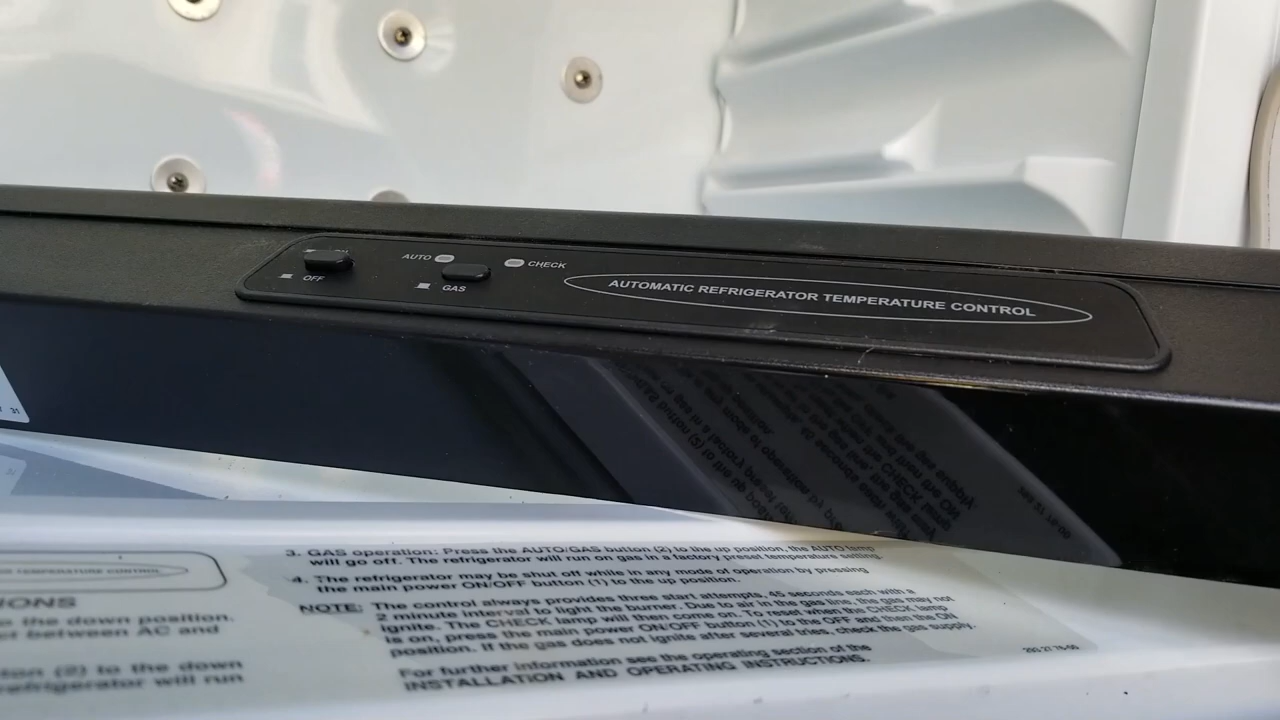 ON
OFF
AUTO
GAS
CHECK
AUTOMATIC REFRIGERATOR TEMPERATURE CONTROL
31
TEMPERATURE CONTROL
IONS
to the down position.
between AC and
(2) to the down
refrigerator will run
3. GAS operation: Press the AUTO/GAS button (2) to the up position, the AUTO lamp
will go off. The refrigerator will run on gas in a factory preset temperature setting.
4. The refrigerator may be shut off while in any mode of operation by pressing
the main power ON/OFF button (1) to the up position.
NOTE: The control always provides three start attempts, 45 seconds each with a
2 minute interval to light the burner. Due to air in the gas line, the gas may not
ignite. The CHECK lamp will then come on. To reset when the CHECK lamp
is on, press the main power ON/OFF button (1) to the OFF and then the ON
position. If the gas does not ignite after several tries, check the gas supply.
For further information see the operating section of the
INSTALLATION AND OPERATING INSTRUCTIONS.